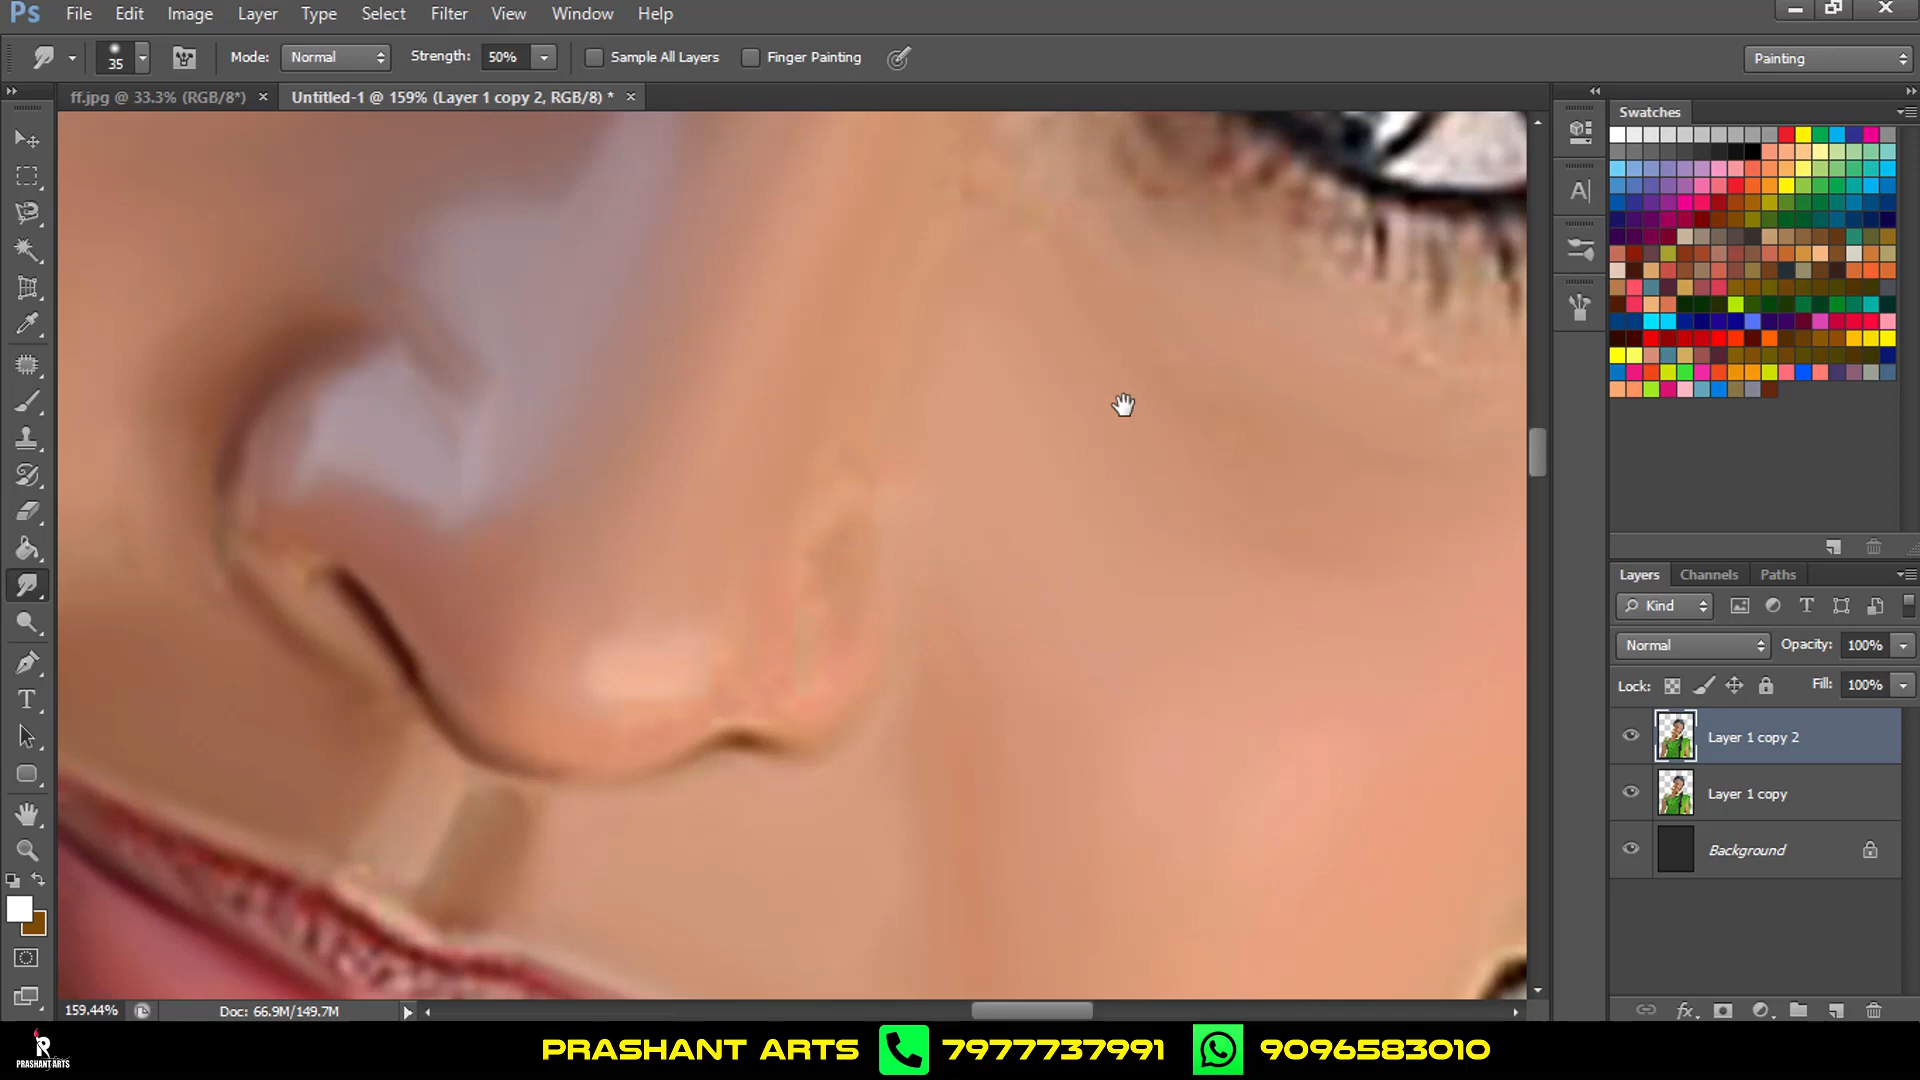 Ps File Edit Image Layer Type Select Filter View Window Help
35 Mode: Normal Strength: 50% Sample All Layers Finger Painting Painting
ff.jpg @ 33.3% (RGB/8*) × Untitled-1 @ 159% (Layer 1 copy 2, RGB/8) * ×
Swatches
Layers Channels Paths
Kind
Normal Opacity: 100%
Lock: Fill: 100%
Layer 1 copy 2
Layer 1 copy
Background
159.44% Doc: 66.9M/149.7M
PRASHANT ARTS 7977737991 9096583010
PRASHANT ARTS